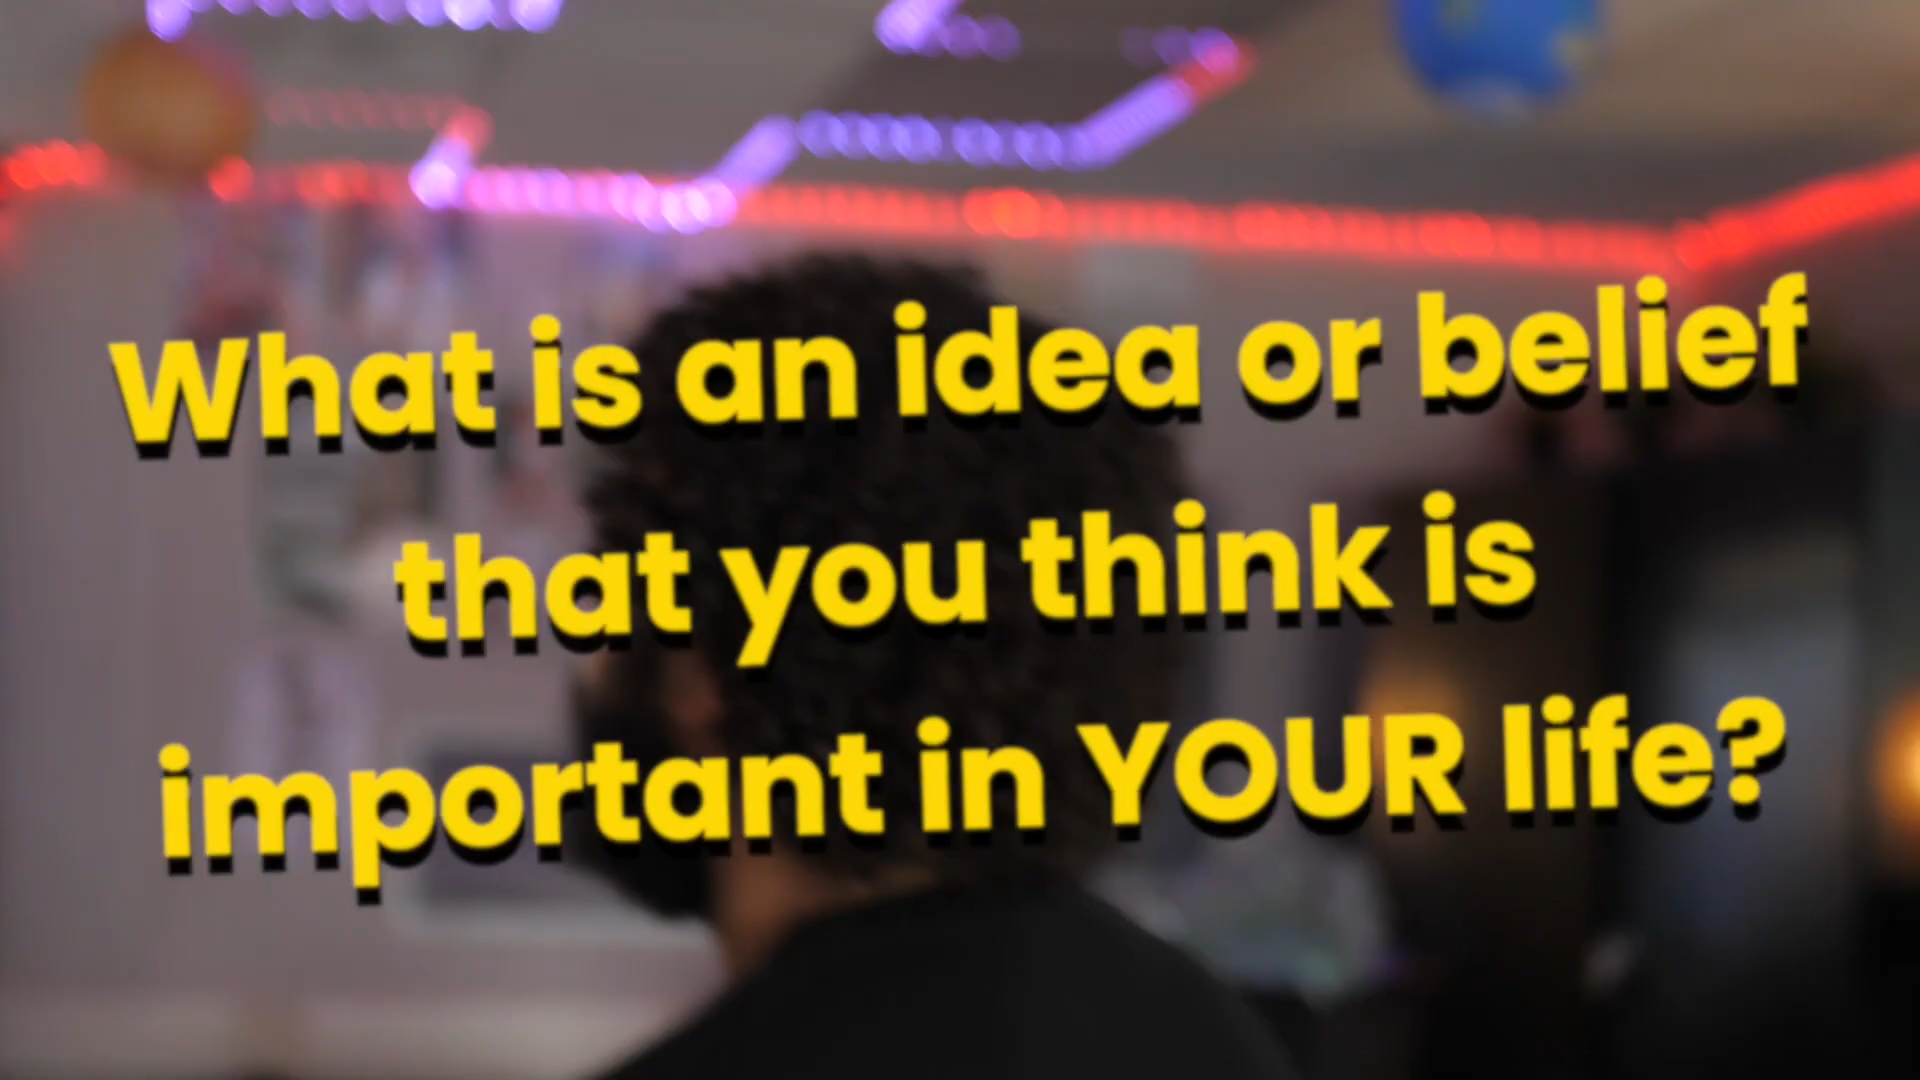 What is an idea or belief
that you think is
important in YOUR life?